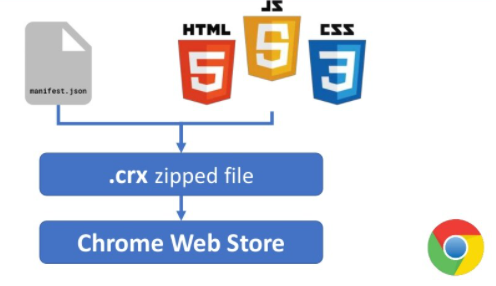 JS
HTML
CSS
5
5
3
manifest.json
.crx zipped file
Chrome Web Store